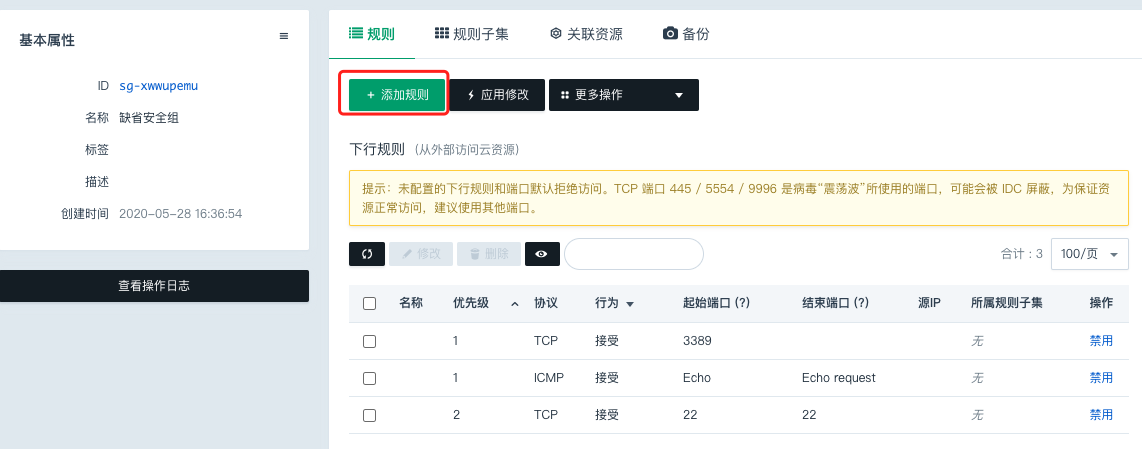 基本属性
ID sg-xwwupemu
名称 缺省安全组
标签
描述
创建时间 2020-05-28 16:36:54
查看操作日志
规则 规则子集 关联资源 备份
+ 添加规则 应用修改 更多操作
下行规则 （从外部访问云资源）
提示：未配置的下行规则和端口默认拒绝访问。TCP 端口 445 / 5554 / 9996 是病毒“震荡波”所使用的端口，可能会被 IDC 屏蔽，为保证资
源正常访问，建议使用其他端口。
修改 删除 合计：3 100/页
名称 优先级 协议 行为 起始端口 (?) 结束端口 (?) 源IP 所属规则子集 操作
1 TCP 接受 3389 无 禁用
1 ICMP 接受 Echo Echo request 无 禁用
2 TCP 接受 22 22 无 禁用